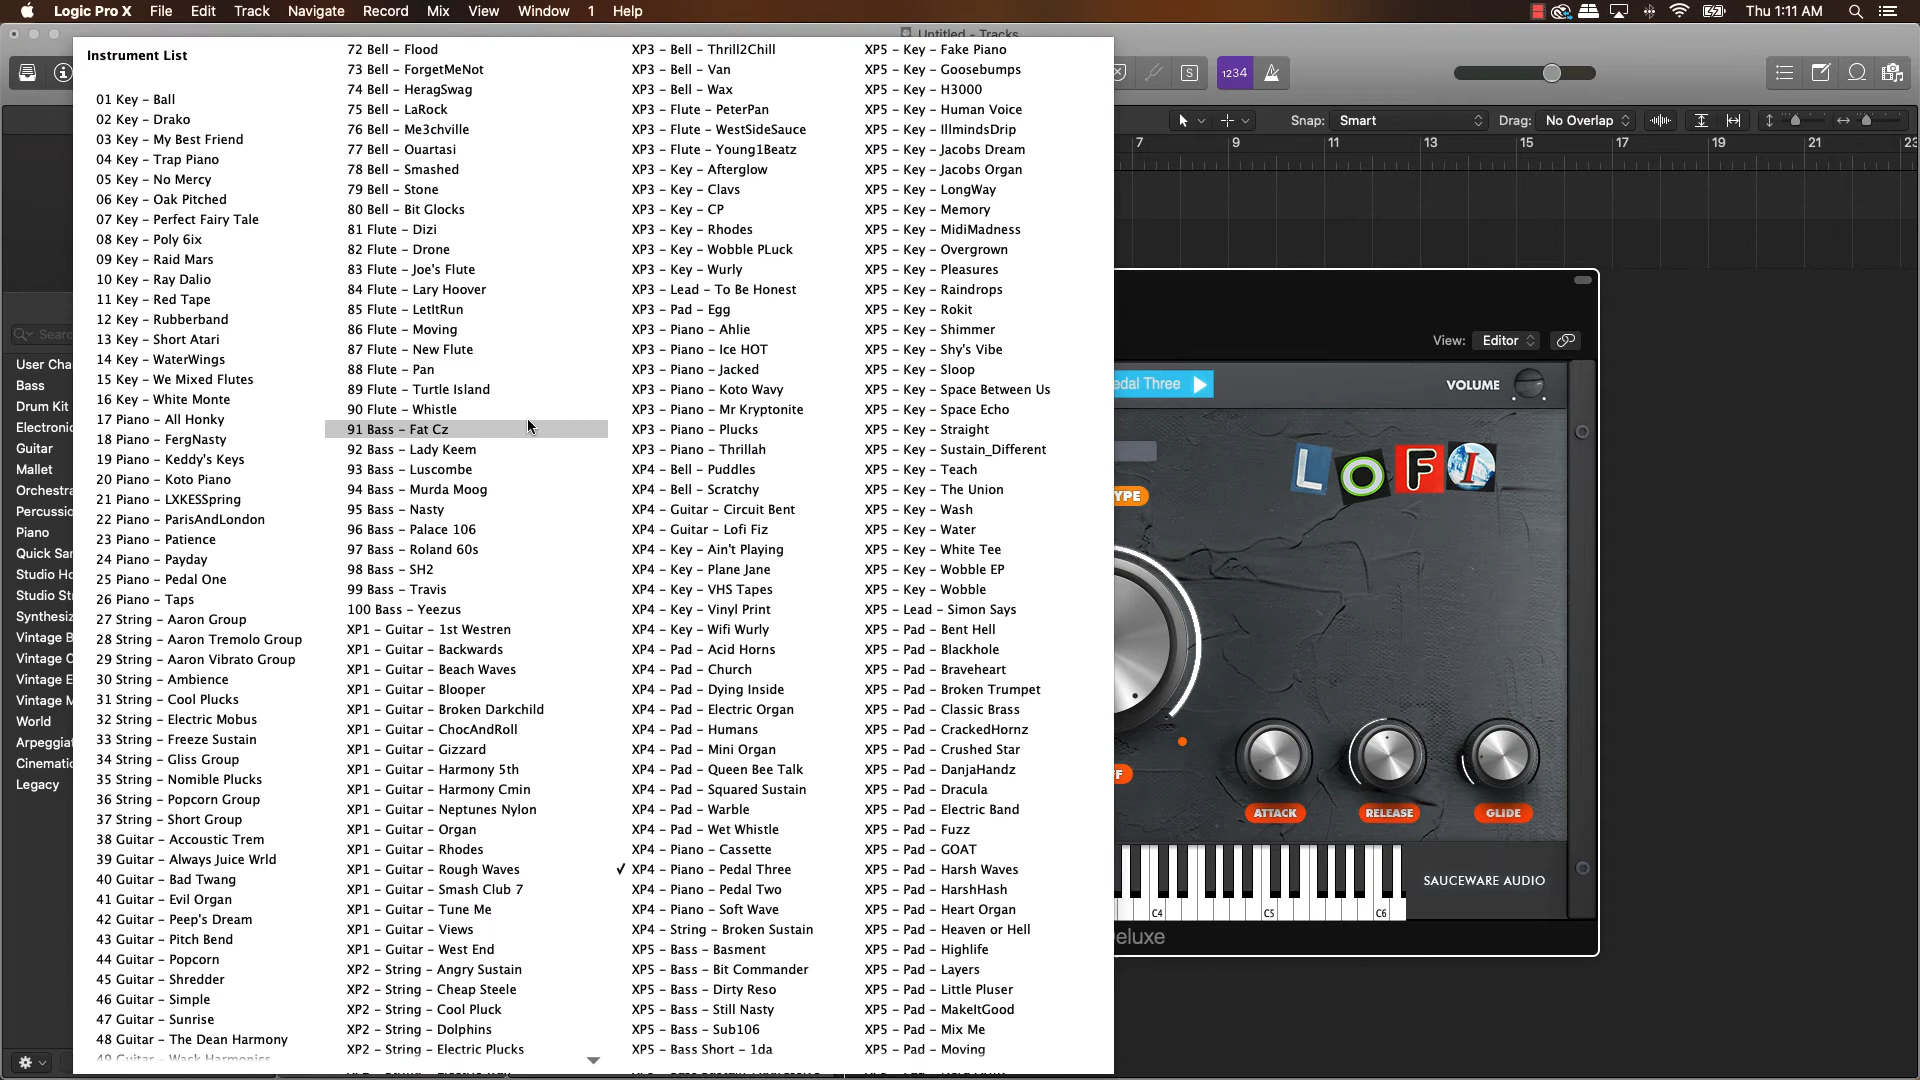 Logic Pro X File Edit Track Navigate Record Mix View Window 1 Help
Thu 1:11 AM
Untitled - Tracks
Instrument List
01 Key - Ball
02 Key - Drako
03 Key - My Best Friend
04 Key - Trap Piano
05 Key - No Mercy
06 Key - Oak Pitched
07 Key - Perfect Fairy Tale
08 Key - Poly 6ix
09 Key - Raid Mars
10 Key - Ray Dalio
11 Key - Red Tape
12 Key - Rubberband
13 Key - Short Atari
14 Key - WaterWings
15 Key - We Mixed Flutes
16 Key - White Monte
17 Piano - All Honky
18 Piano - FergNasty
19 Piano - Keddy's Keys
20 Piano - Koto Piano
21 Piano - LXKESSpring
22 Piano - ParisAndLondon
23 Piano - Patience
24 Piano - Payday
25 Piano - Pedal One
26 Piano - Taps
27 String - Aaron Group
28 String - Aaron Tremolo Group
29 String - Aaron Vibrato Group
30 String - Ambience
31 String - Cool Plucks
32 String - Electric Mobus
33 String - Freeze Sustain
34 String - Gliss Group
35 String - Nomible Plucks
36 String - Popcorn Group
37 String - Short Group
38 Guitar - Accoustic Trem
39 Guitar - Always Juice Wrld
40 Guitar - Bad Twang
41 Guitar - Evil Organ
42 Guitar - Peep's Dream
43 Guitar - Pitch Bend
44 Guitar - Popcorn
45 Guitar - Shredder
46 Guitar - Simple
47 Guitar - Sunrise
48 Guitar - The Dean Harmony
49 Guitar - Wack Harmonics
72 Bell - Flood
73 Bell - ForgetMeNot
74 Bell - HeragSwag
75 Bell - LaRock
76 Bell - Me3chville
77 Bell - Ouartasi
78 Bell - Smashed
79 Bell - Stone
80 Bell - Bit Glocks
81 Flute - Dizi
82 Flute - Drone
83 Flute - Joe's Flute
84 Flute - Lary Hoover
85 Flute - LetItRun
86 Flute - Moving
87 Flute - New Flute
88 Flute - Pan
89 Flute - Turtle Island
90 Flute - Whistle
91 Bass - Fat Cz
92 Bass - Lady Keem
93 Bass - Luscombe
94 Bass - Murda Moog
95 Bass - Nasty
96 Bass - Palace 106
97 Bass - Roland 60s
98 Bass - SH2
99 Bass - Travis
100 Bass - Yeezus
XP1 - Guitar - 1st Westren
XP1 - Guitar - Backwards
XP1 - Guitar - Beach Waves
XP1 - Guitar - Blooper
XP1 - Guitar - Broken Darkchild
XP1 - Guitar - ChocAndRoll
XP1 - Guitar - Gizzard
XP1 - Guitar - Harmony 5th
XP1 - Guitar - Harmony Cmin
XP1 - Guitar - Neptunes Nylon
XP1 - Guitar - Organ
XP1 - Guitar - Rhodes
XP1 - Guitar - Rough Waves
XP1 - Guitar - Smash Club 7
XP1 - Guitar - Tune Me
XP1 - Guitar - Views
XP1 - Guitar - West End
XP2 - String - Angry Sustain
XP2 - String - Cheap Steele
XP2 - String - Cool Pluck
XP2 - String - Dolphins
XP2 - String - Electric Plucks
XP3 - Bell - Thrill2Chill
XP3 - Bell - Van
XP3 - Bell - Wax
XP3 - Flute - PeterPan
XP3 - Flute - WestSideSauce
XP3 - Flute - Young1Beatz
XP3 - Key - Afterglow
XP3 - Key - Clavs
XP3 - Key - CP
XP3 - Key - Rhodes
XP3 - Key - Wobble PLuck
XP3 - Key - Wurly
XP3 - Lead - To Be Honest
XP3 - Pad - Egg
XP3 - Piano - Ahlie
XP3 - Piano - Ice HOT
XP3 - Piano - Jacked
XP3 - Piano - Koto Wavy
XP3 - Piano - Mr Kryptonite
XP3 - Piano - Plucks
XP3 - Piano - Thrillah
XP4 - Bell - Puddles
XP4 - Bell - Scratchy
XP4 - Guitar - Circuit Bent
XP4 - Guitar - Lofi Fiz
XP4 - Key - Ain't Playing
XP4 - Key - Plane Jane
XP4 - Key - VHS Tapes
XP4 - Key - Vinyl Print
XP4 - Key - Wifi Wurly
XP4 - Pad - Acid Horns
XP4 - Pad - Church
XP4 - Pad - Dying Inside
XP4 - Pad - Electric Organ
XP4 - Pad - Humans
XP4 - Pad - Mini Organ
XP4 - Pad - Queen Bee Talk
XP4 - Pad - Squared Sustain
XP4 - Pad - Warble
XP4 - Pad - Wet Whistle
XP4 - Piano - Cassette
✓ XP4 - Piano - Pedal Three
XP4 - Piano - Pedal Two
XP4 - Piano - Soft Wave
XP4 - String - Broken Sustain
XP5 - Bass - Basment
XP5 - Bass - Bit Commander
XP5 - Bass - Dirty Reso
XP5 - Bass - Still Nasty
XP5 - Bass - Sub106
XP5 - Bass Short - 1da
XP5 - Key - Fake Piano
XP5 - Key - Goosebumps
XP5 - Key - H3000
XP5 - Key - Human Voice
XP5 - Key - IllmindsDrip
XP5 - Key - Jacobs Dream
XP5 - Key - Jacobs Organ
XP5 - Key - LongWay
XP5 - Key - Memory
XP5 - Key - MidiMadness
XP5 - Key - Overgrown
XP5 - Key - Pleasures
XP5 - Key - Raindrops
XP5 - Key - Rokit
XP5 - Key - Shimmer
XP5 - Key - Shy's Vibe
XP5 - Key - Sloop
XP5 - Key - Space Between Us
XP5 - Key - Space Echo
XP5 - Key - Straight
XP5 - Key - Sustain_Different
XP5 - Key - Teach
XP5 - Key - The Union
XP5 - Key - Wash
XP5 - Key - Water
XP5 - Key - White Tee
XP5 - Key - Wobble EP
XP5 - Key - Wobble
XP5 - Lead - Simon Says
XP5 - Pad - Bent Hell
XP5 - Pad - Blackhole
XP5 - Pad - Braveheart
XP5 - Pad - Broken Trumpet
XP5 - Pad - Classic Brass
XP5 - Pad - CrackedHornz
XP5 - Pad - Crushed Star
XP5 - Pad - DanjaHandz
XP5 - Pad - Dracula
XP5 - Pad - Electric Band
XP5 - Pad - Fuzz
XP5 - Pad - GOAT
XP5 - Pad - Harsh Waves
XP5 - Pad - HarshHash
XP5 - Pad - Heart Organ
XP5 - Pad - Heaven or Hell
XP5 - Pad - Highlife
XP5 - Pad - Layers
XP5 - Pad - Little Pluser
XP5 - Pad - MakeItGood
XP5 - Pad - Mix Me
XP5 - Pad - Moving
User Cha
Bass
Drum Kit
Electronic
Guitar
Mallet
Orchestra
Percussio
Piano
Quick Sar
Studio Ho
Studio Str
Synthesiz
Vintage B
Vintage C
Vintage E
Vintage M
World
Arpeggiat
Cinematic
Legacy
S 1234
Snap: Smart Drag: No Overlap
7 9 11 13 15 17 19 21 23
View: Editor
edal Three VOLUME
LOFI
YPE
FF
ATTACK RELEASE GLIDE
C4 C5 C6
SAUCEWARE AUDIO
eluxe